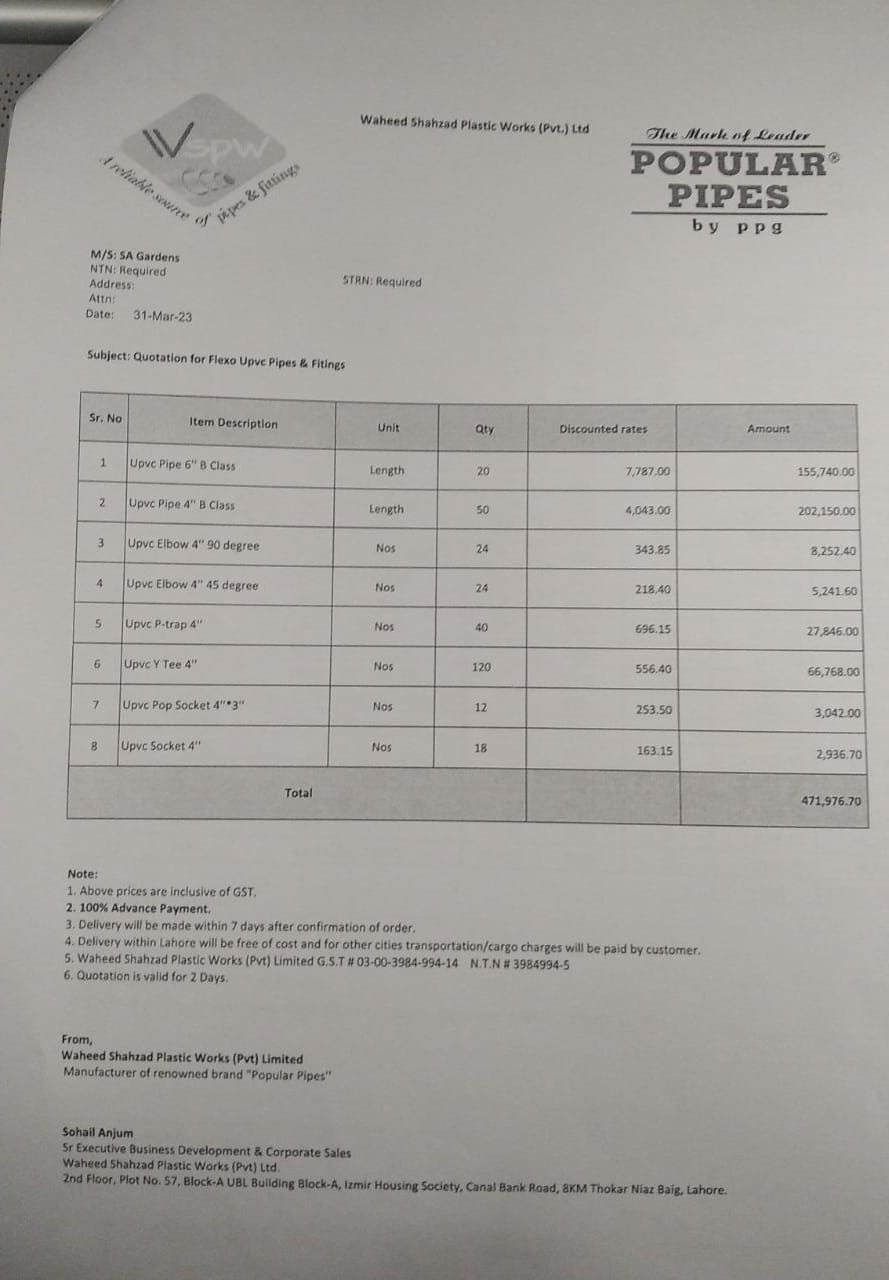 Waheed Shahzad Plastic Works (Pvt.) Ltd
Wspw
A reliable source of pipes & fittings
The Mark of Leader
POPULAR®
PIPES
by ppg
M/S: SA Gardens
NTN: Required STRN: Required
Address:
Attn:
Date: 31-Mar-23
Subject: Quotation for Flexo Upvc Pipes & Fitings
Sr. No Item Description Unit Qty Discounted rates Amount
1 Upvc Pipe 6" B Class Length 20 7,787.00 155,740.00
2 Upvc Pipe 4" B Class Length 50 4,043.00 202,150.00
3 Upvc Elbow 4" 90 degree Nos 24 343.85 8,252.40
4 Upvc Elbow 4" 45 degree Nos 24 218.40 5,241.60
5 Upvc P-trap 4" Nos 40 696.15 27,846.00
6 Upvc Y Tee 4" Nos 120 556.40 66,768.00
7 Upvc Pop Socket 4"*3" Nos 12 253.50 3,042.00
8 Upvc Socket 4" Nos 18 163.15 2,936.70
Total 471,976.70
Note:
1. Above prices are inclusive of GST.
2. 100% Advance Payment.
3. Delivery will be made within 7 days after confirmation of order.
4. Delivery within Lahore will be free of cost and for other cities transportation/cargo charges will be paid by customer.
5. Waheed Shahzad Plastic Works (Pvt) Limited G.S.T # 03-00-3984-994-14 N.T.N # 3984994-5
6. Quotation is valid for 2 Days.
From,
Waheed Shahzad Plastic Works (Pvt) Limited
Manufacturer of renowned brand "Popular Pipes"
Sohail Anjum
Sr Executive Business Development & Corporate Sales
Waheed Shahzad Plastic Works (Pvt) Ltd.
2nd Floor, Plot No. 57, Block-A UBL Building Block-A, Izmir Housing Society, Canal Bank Road, 8KM Thokar Niaz Baig, Lahore.